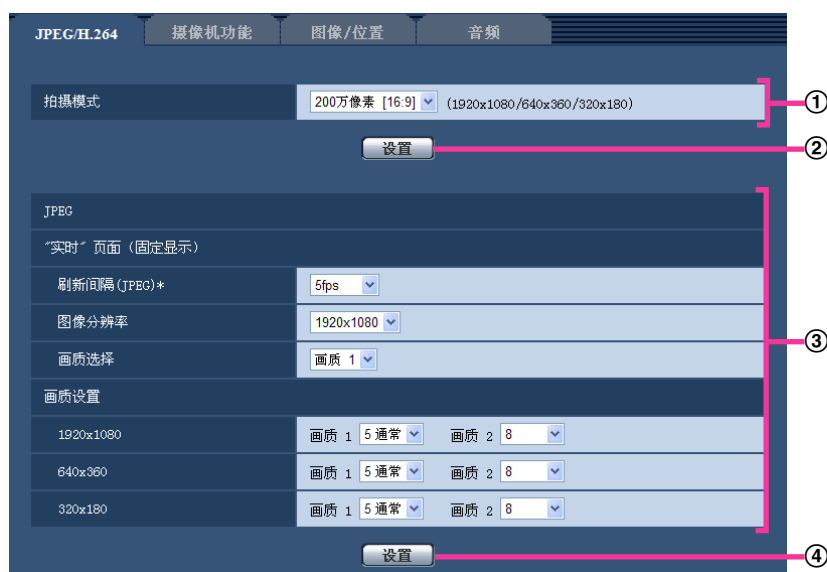 JPEG/H.264 摄像机功能 图像/位置 音频
拍摄模式 200万像素 [16:9] (1920x1080/640x360/320x180) ①
设置 ②
JPEG
"实时" 页面 (固定显示)
刷新间隔(JPEG)* 5fps
图像分辨率 1920x1080
③
画质选择 画质 1
画质设置
1920x1080 画质 1 5 通常 画质 2 8
640x360 画质 1 5 通常 画质 2 8
320x180 画质 1 5 通常 画质 2 8
设置 ④